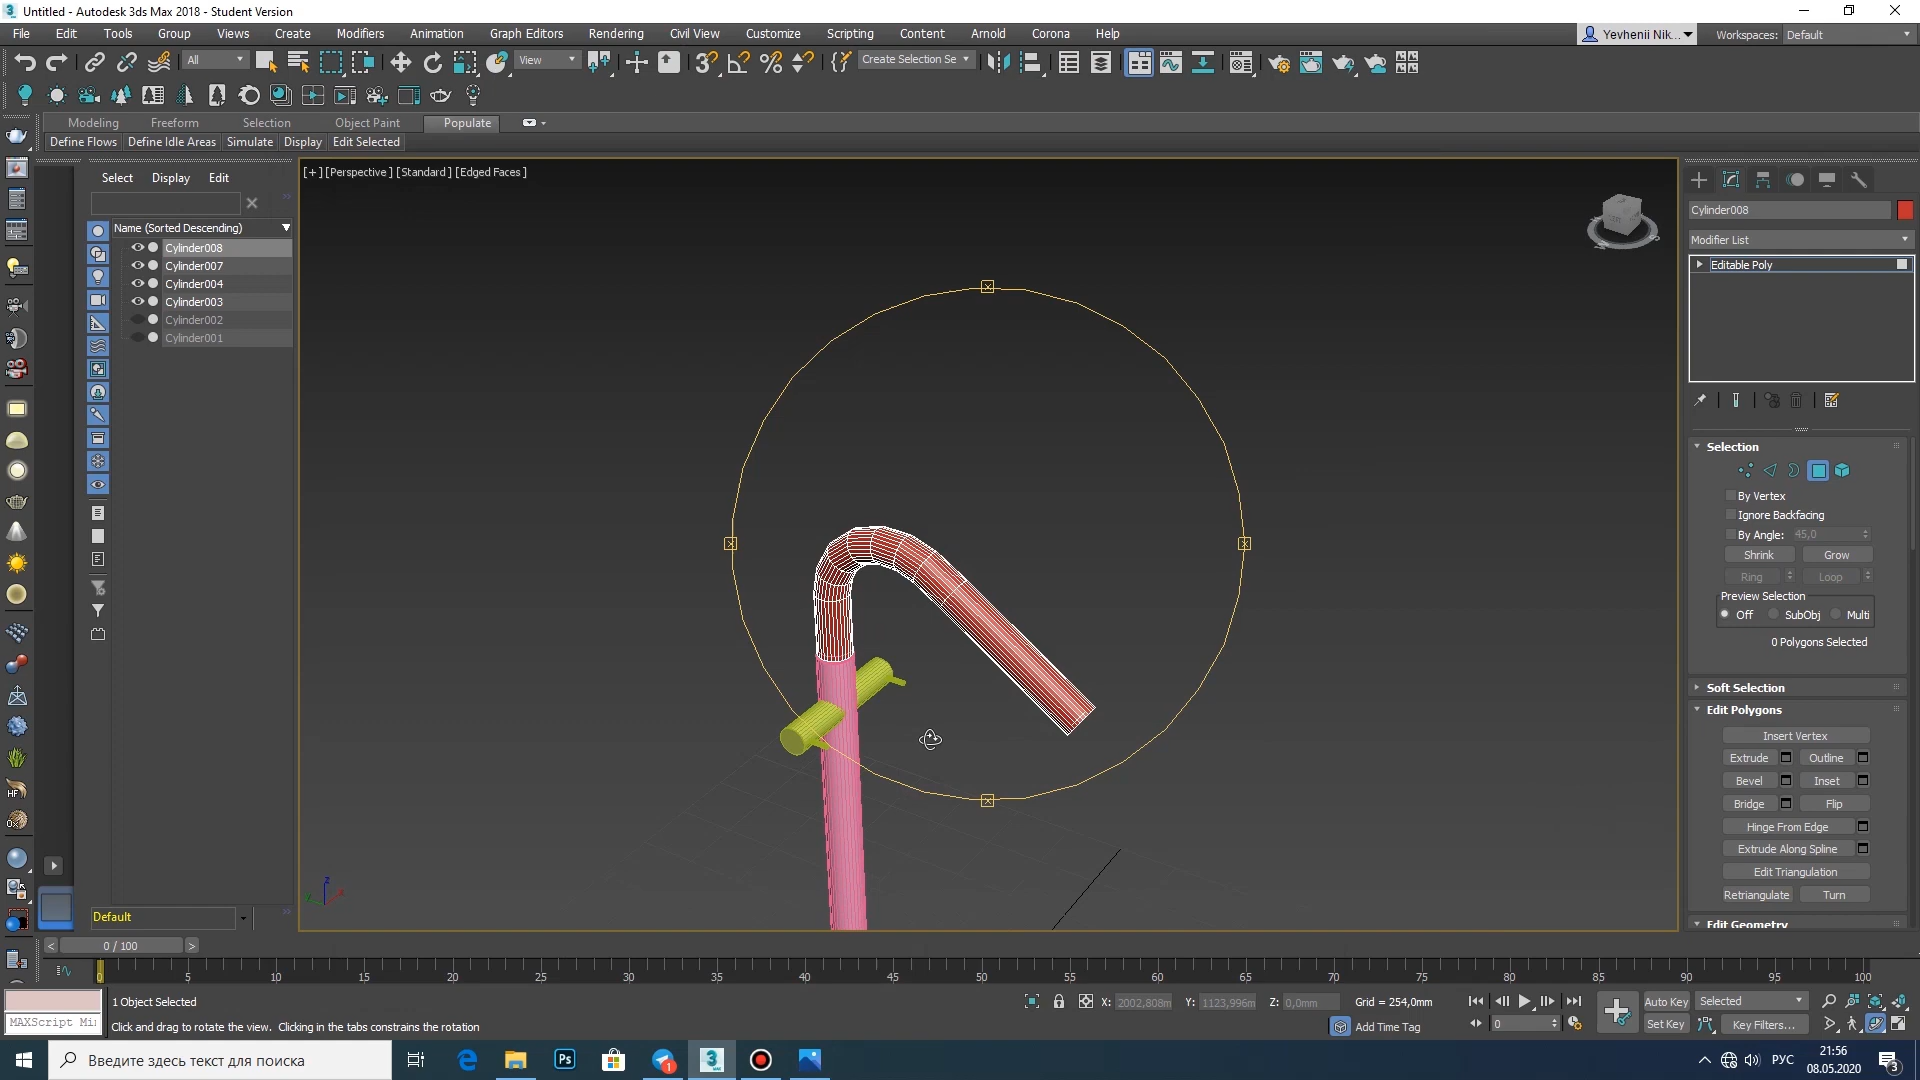 Untitled - Autodesk 3ds Max 2018 - Student Version
File Edit Tools Group Views Create Modifiers Animation Graph Editors Rendering Civil View Customize Scripting Content Arnold Corona Help
Yevhenii Nik... Workspaces: Default
All View Create Selection Se
Modeling Freeform Selection Object Paint Populate
Define Flows Define Idle Areas Simulate Display Edit Selected
Select Display Edit
[+] [Perspective] [Standard] [Edged Faces]
Name (Sorted Descending)
Cylinder008
Cylinder007
Cylinder004
Cylinder003
Cylinder002
Cylinder001
Cylinder008
Modifier List
Editable Poly
Selection
By Vertex
Ignore Backfacing
By Angle: 45,0
Shrink Grow
Ring Loop
Preview Selection
Off SubObj Multi
0 Polygons Selected
Soft Selection
Edit Polygons
Insert Vertex
Extrude Outline
Bevel Inset
Bridge Flip
Hinge From Edge
Extrude Along Spline
Edit Triangulation
Retriangulate Turn
Edit Geometry
Default
0 / 100
0 5 10 15 20 25 30 35 40 45 50 55 60 65 70 75 80 85 90 95 100
1 Object Selected
X: 2002,808m Y: 1123,996m Z: 0,0mm Grid = 254,0mm
Auto Key Selected
MAXScript Mi
Click and drag to rotate the view. Clicking in the tabs constrains the rotation
Add Time Tag
0
Set Key Key Filters...
Введите здесь текст для поиска
Ps
1
3
РУС
21:56
08.05.2020
3